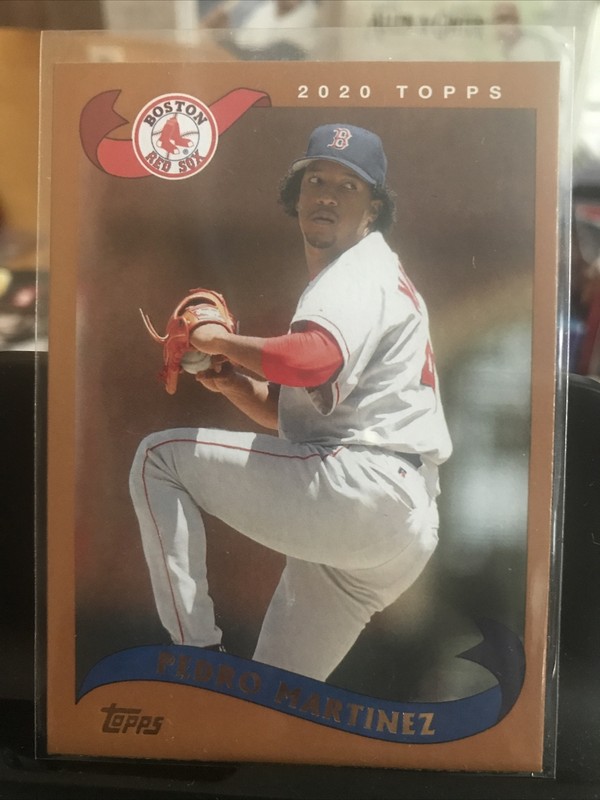 2020 TOPPS
BOSTON
RED SOX
B
PEDRO MARTINEZ
topps